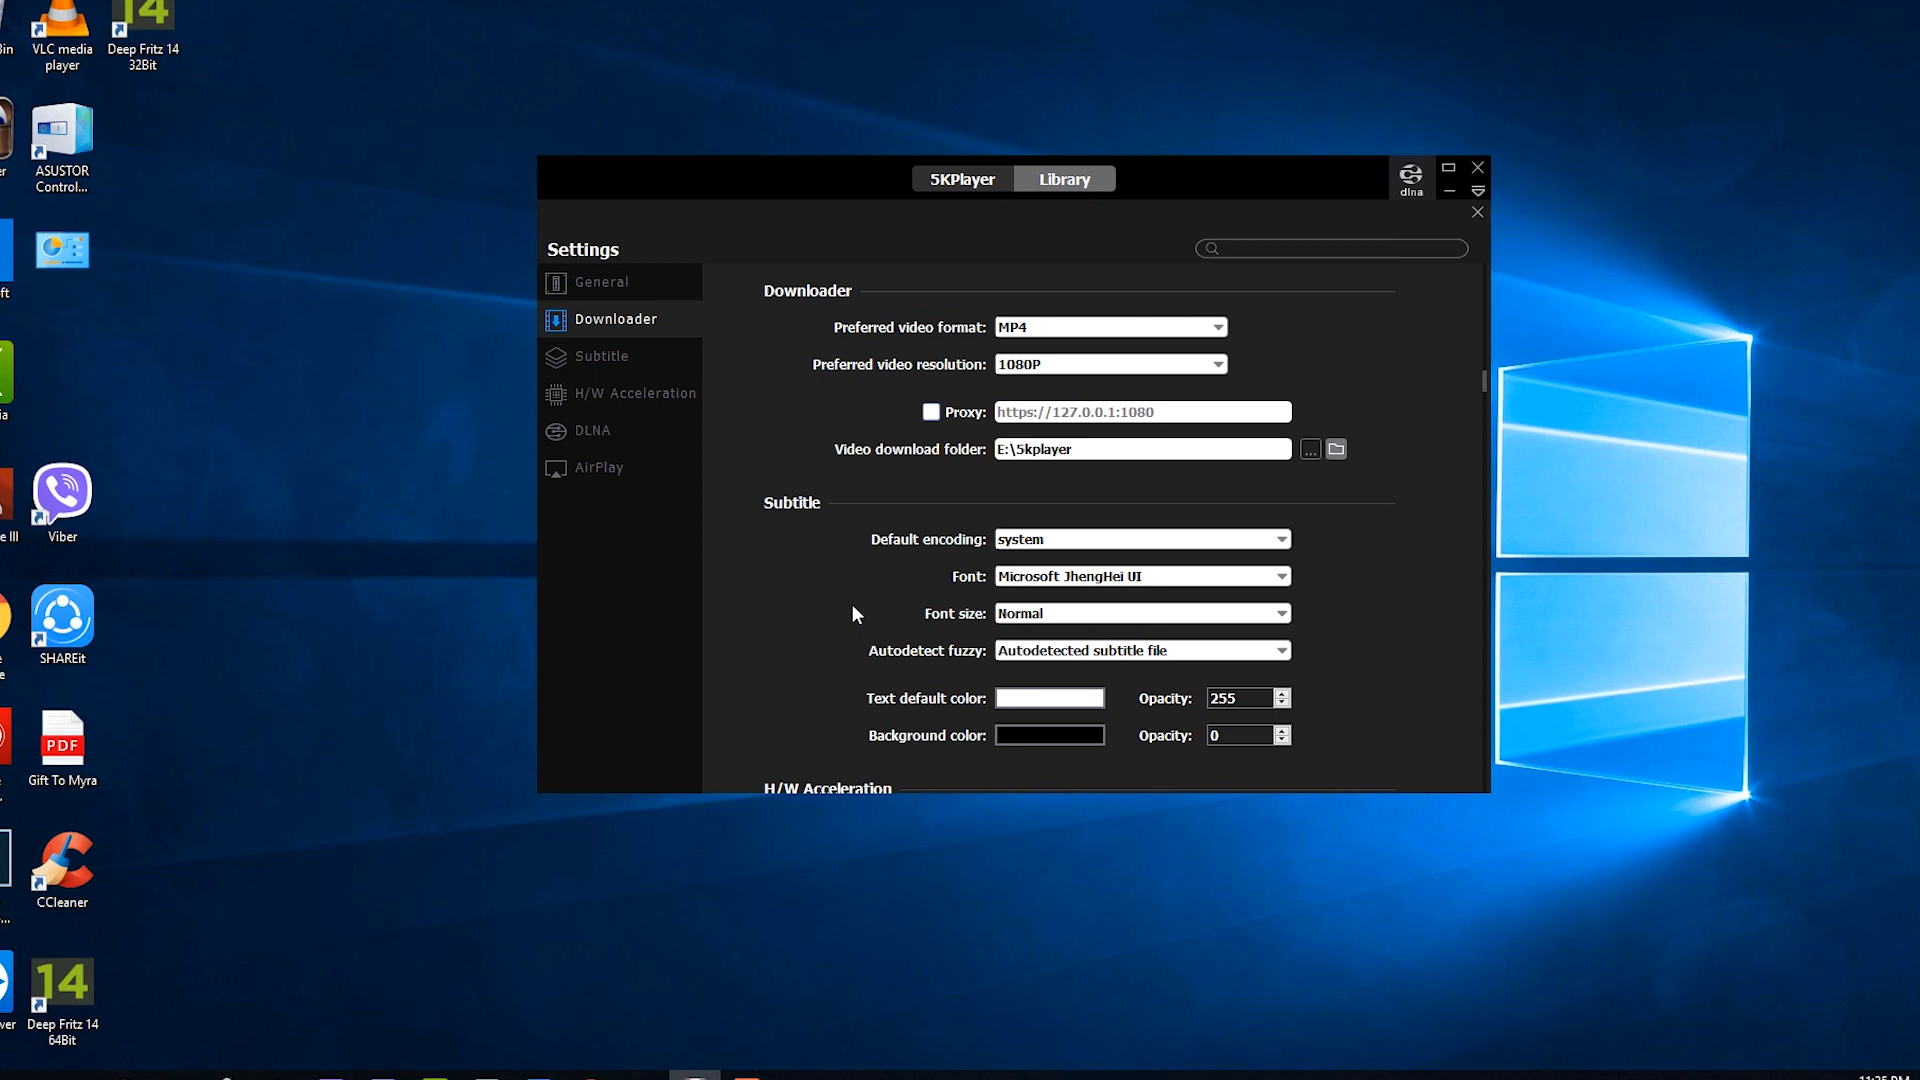 VLC media
player
Deep Fritz 14
32Bit
ASUSTOR
Control...
Viber
SHAREit
PDF
Gift To Myra
CCleaner
14
Deep Fritz 14
64Bit
5KPlayer
Library
dlna
Settings
General
Downloader
Subtitle
H/W Acceleration
DLNA
AirPlay
Downloader
Preferred video format: MP4
Preferred video resolution: 1080P
Proxy: https://127.0.0.1:1080
Video download folder: E:\5kplayer ...
Subtitle
Default encoding: system
Font: Microsoft JhengHei UI
Font size: Normal
Autodetect fuzzy: Autodetected subtitle file
Text default color: Opacity: 255
Background color: Opacity: 0
H/W Acceleration